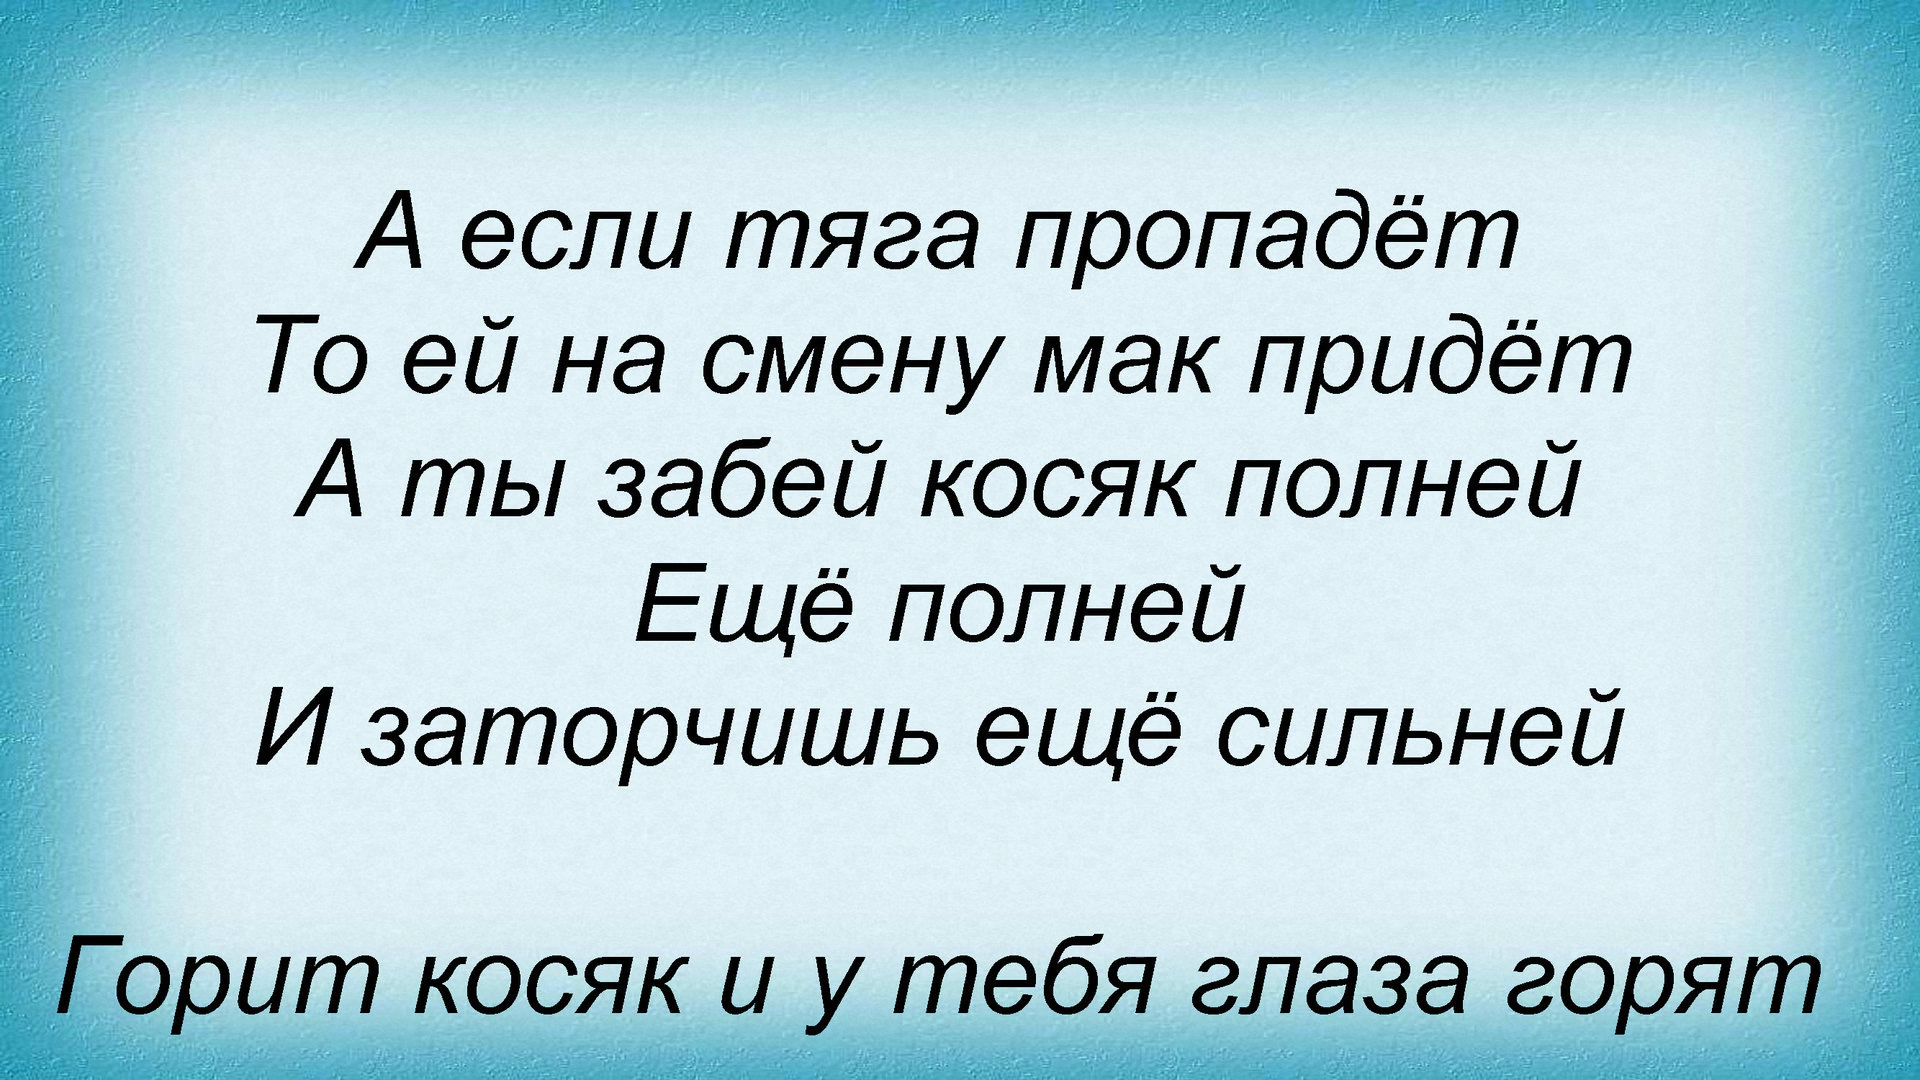 А если тяга пропадёт
То ей на смену мак придёт
А ты забей косяк полней
Ещё полней
И заторчишь ещё сильней
Горит косяк и у тебя глаза горят